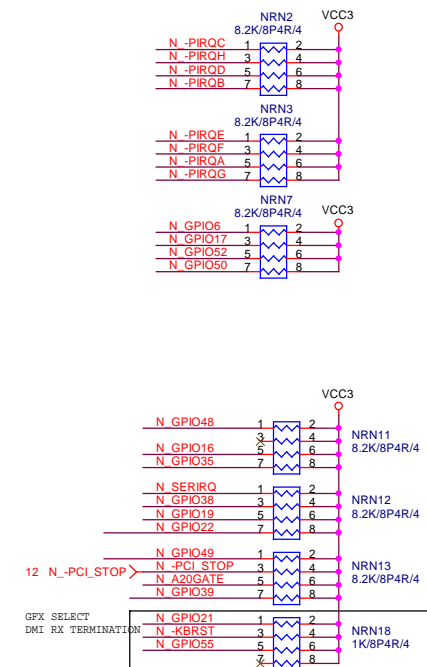 NRN2 VCC3
8.2K/8P4R/4
N_-PIRQC 1 2
N_-PIRQH 3 4
N_-PIRQD 5 6
N_-PIRQB 7 8
NRN3
8.2K/8P4R/4
N_-PIRQE 1 2
N_-PIRQF 3 4
N_-PIRQA 5 6
N_-PIRQG 7 8
NRN7
8.2K/8P4R/4 VCC3
N_GPIO6 1 2
N_GPIO17 3 4
N_GPIO52 5 6
N_GPIO50 7 8
VCC3
N_GPIO48 1 2
3 4 NRN11
N_GPIO16 5 6 8.2K/8P4R/4
N_GPIO35 7 8
N_SERIRQ 1 2
N_GPIO38 3 4 NRN12
N_GPIO19 5 6 8.2K/8P4R/4
N_GPIO22 7 8
N_GPIO49 1 2
12 N_-PCI_STOP N_-PCI_STOP 3 4 NRN13
N_A20GATE 5 6 8.2K/8P4R/4
N_GPIO39 7 8
GFX SELECT N_GPIO21 1 2
DMI RX TERMINATION N_-KBRST 3 4 NRN18
N_GPIO55 5 6 1K/8P4R/4
7 8